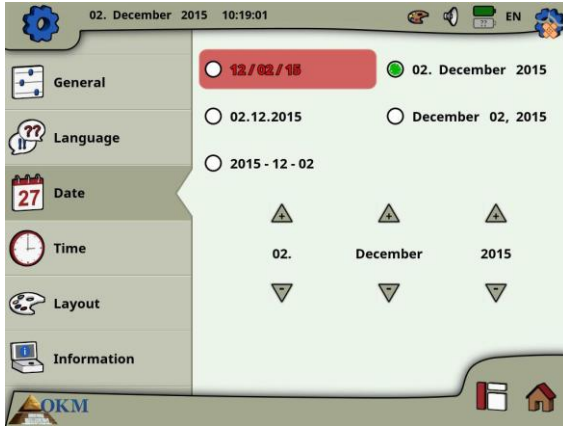 02. December 2015 10:19:01
EN
General
Language
Date
Time
Layout
Information
27
??
!!
??
12/02/15
02. December 2015
02.12.2015
December 02, 2015
2015-12-02
02. December 2015
OKM